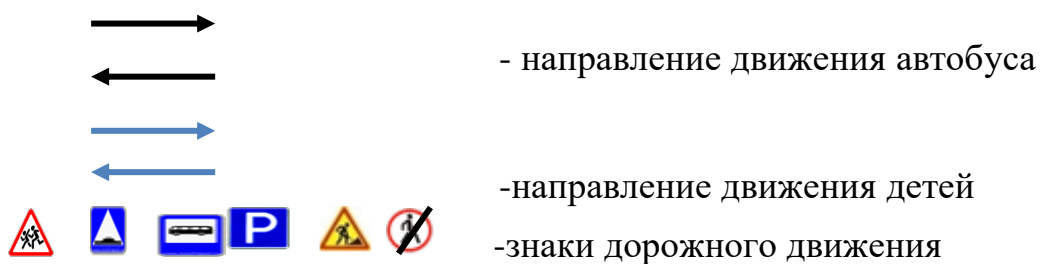 - направление движения автобуса
-направление движения детей
P
-знаки дорожного движения